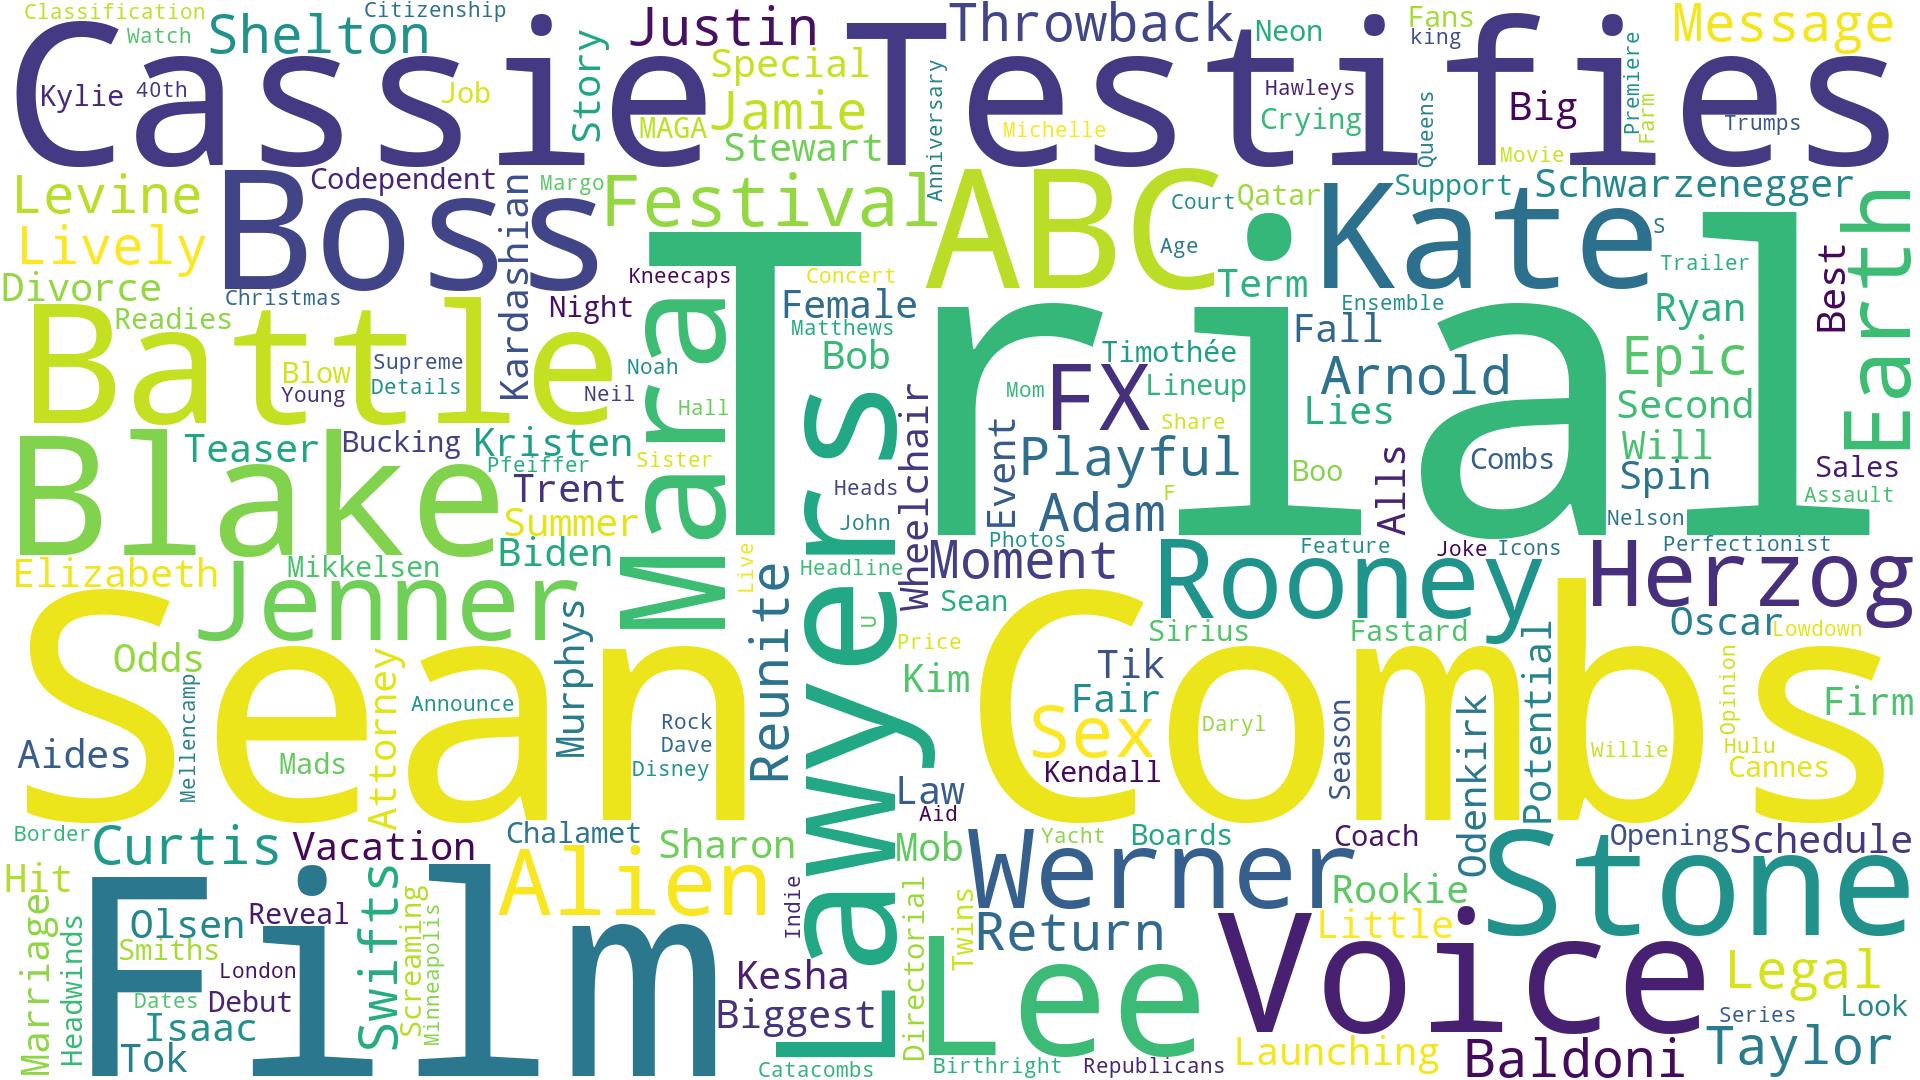 Classification
Citizenship
Watch
Shelton
Justin
Throwback
Neon
Fans
king
Message
Cassie Testifies
Kylie
40th
Job
Story
Special
MAGA
Jamie
Stewart
Anniversary
Michelle
Hawleys
Crying
Queens
Big
Movie
Premiere
Farm
Trumps
Levine
Lively
Divorce
Boss
Codependent
Christmas
Kardashian
Margo
Festival
ABC
Court
Age
Qatar
Term
Kate
Support
S
Schwarzenegger
Trailer
Best
Earth
Readies
Battle
Blow
Young
Supreme
Details
Night
Neil
Noah
Kneecaps
Hall
Mara
Trial
Concert
Female
Matthews
Bob
Ensemble
Fall
Timothée
Lineup
Mom
FX
Share
Arnold
Lies
Ryan
Epic
Second
Will
Spin
Blake
Teaser
Bucking
Kristen
Pfeiffer
Trent
Summer
Biden
Sister
Heads
John
Headline
Wheelchair
Event
Playful
Adam
F
Photos
Boo
Alls
Combs
Nelson
Sales
Assault
Elizabeth
Mikkelsen
Jenner
Live
Lawyers
U
Moment
Sean
Feature
Joke
Icons
Perfectionist
Rooney
Herzog
Oscar
Lowdown
Sean
Combs
Odds
Mellencamp
Attorney
Announce
Mads
Aides
Murphys
Rock
Dave
Disney
Reunite
Price
Kim
Law
Aid
Sirius
Fastard
Tik
Fair
Sex
Kendall
Daryl
Season
Odenkirk
Potential
Willie
Opinion
Hulu
Cannes
Firm
Border
Curtis
Vacation
Chalamet
Sharon
Mob
Yacht
Boards
Coach
Opening
Schedule
Hit
Marriage
Headwinds
Film
Olsen
Reveal
Smiths
London
Dates
Debut
Isaac
Tok
Swifts
Screaming
Minneapolis
Alien
Indie
Kesha
Biggest
Catacombs
Directorial
Twins
Werner
Return
Lee
Birthright
Republicans
Rookie
Little
Voice
Launching
Stone
Legal
Series
Look
Baldoni
Taylor